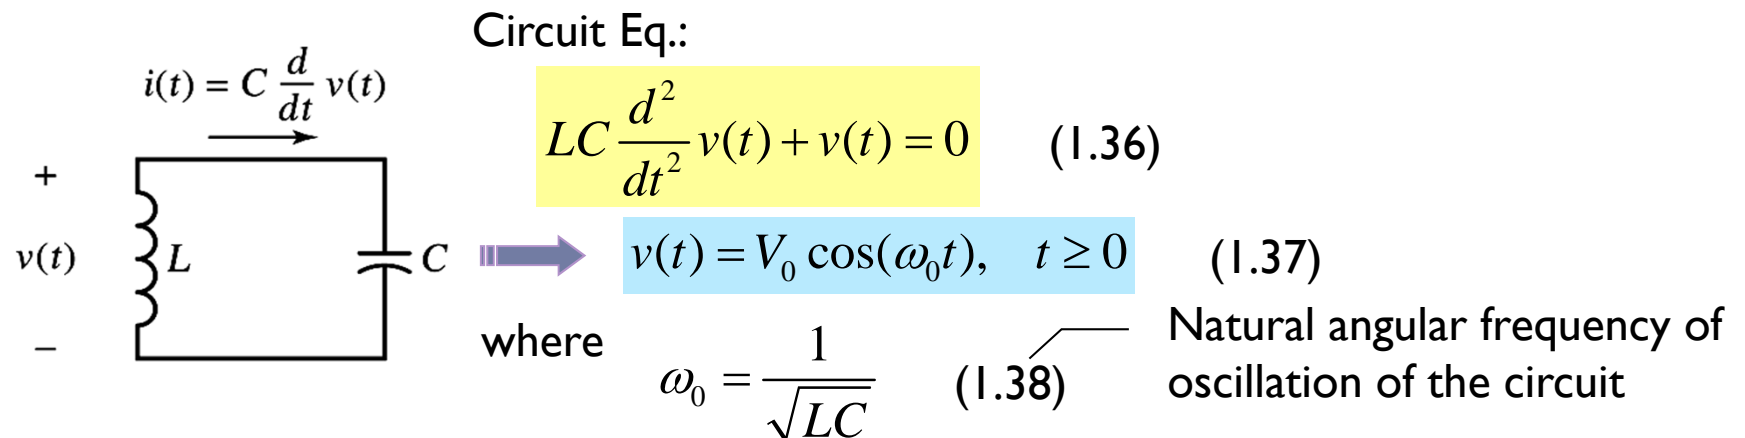 Circuit Eq.:
i(t) = C d/dt v(t)
LC d²/dt² v(t) + v(t) = 0 (1.36)
+
v(t) L C
−
v(t) = V₀ cos(ω₀t), t ≥ 0 (1.37)
where
ω₀ = 1/√LC (1.38)
Natural angular frequency of
oscillation of the circuit